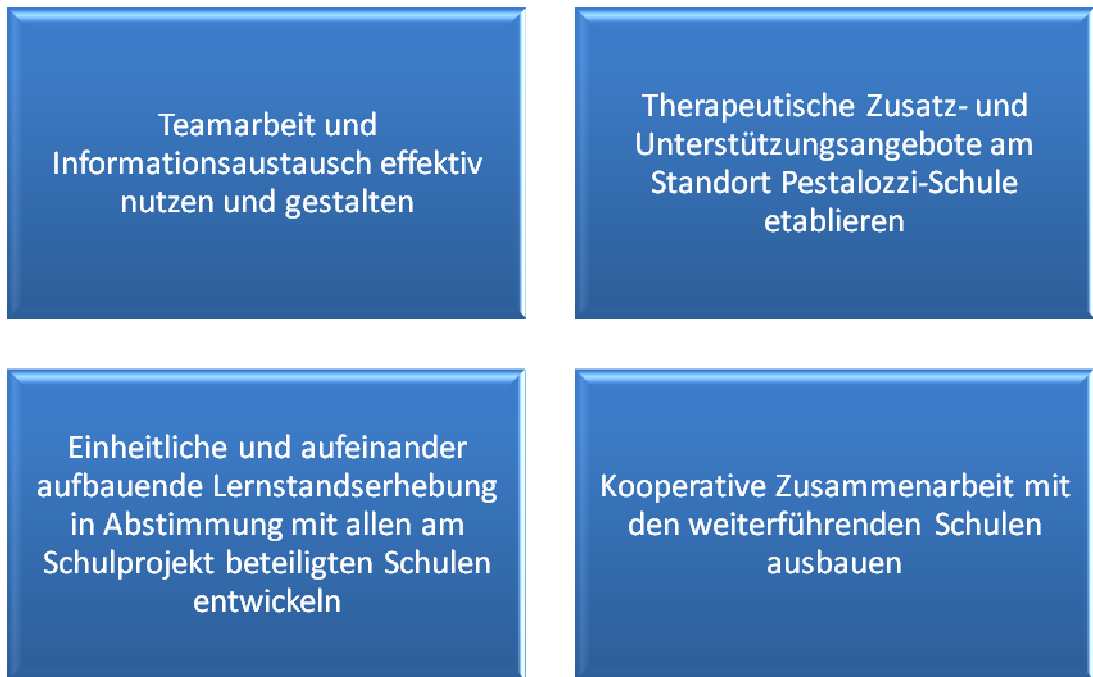 Teamarbeit und
Informationsaustausch effektiv
nutzen und gestalten
Therapeutische Zusatz- und
Unterstützungsangebote am
Standort Pestalozzi-Schule
etablieren
Einheitliche und aufeinander
aufbauende Lernstandserhebung
in Abstimmung mit allen am
Schulprojekt beteiligten Schulen
entwickeln
Kooperative Zusammenarbeit mit
den weiterführenden Schulen
ausbauen